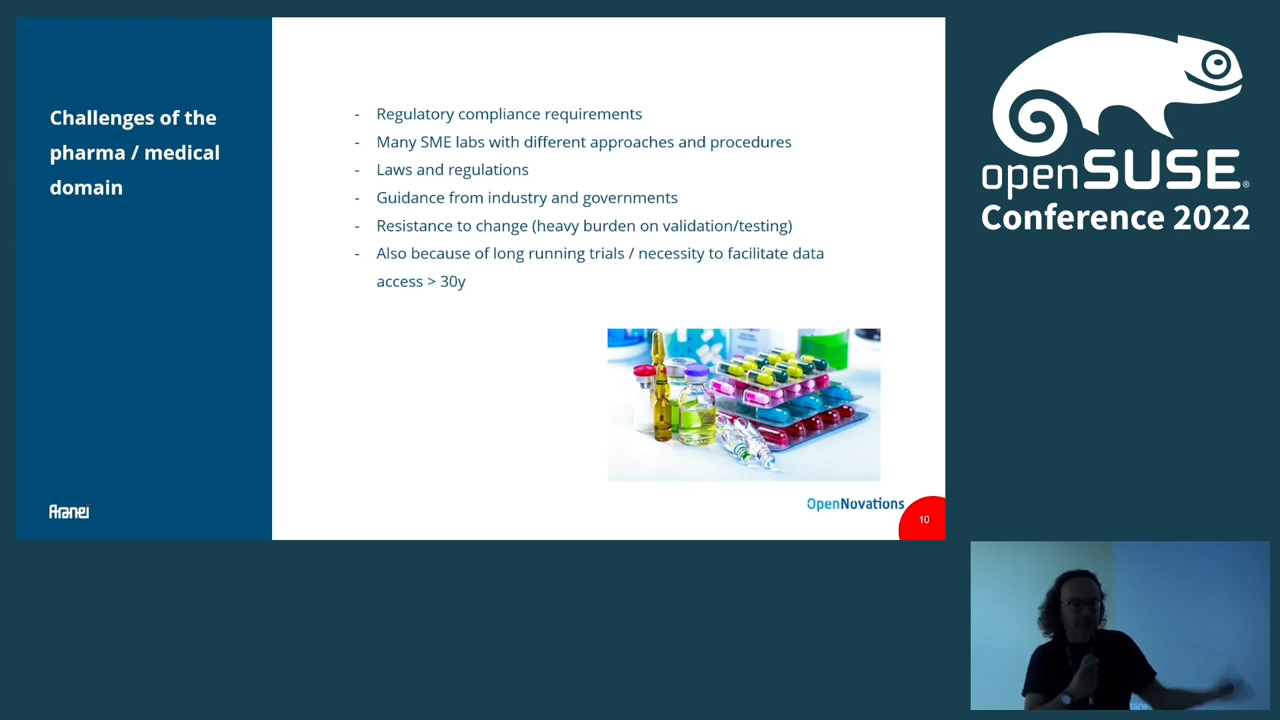 Challenges of the
pharma / medical
domain
- Regulatory compliance requirements
- Many SME labs with different approaches and procedures
- Laws and regulations
- Guidance from industry and governments
- Resistance to change (heavy burden on validation/testing)
- Also because of long running trials / necessity to facilitate data
access > 30y
Aranei
OpenNovations
10
openSUSE®
Conference 2022